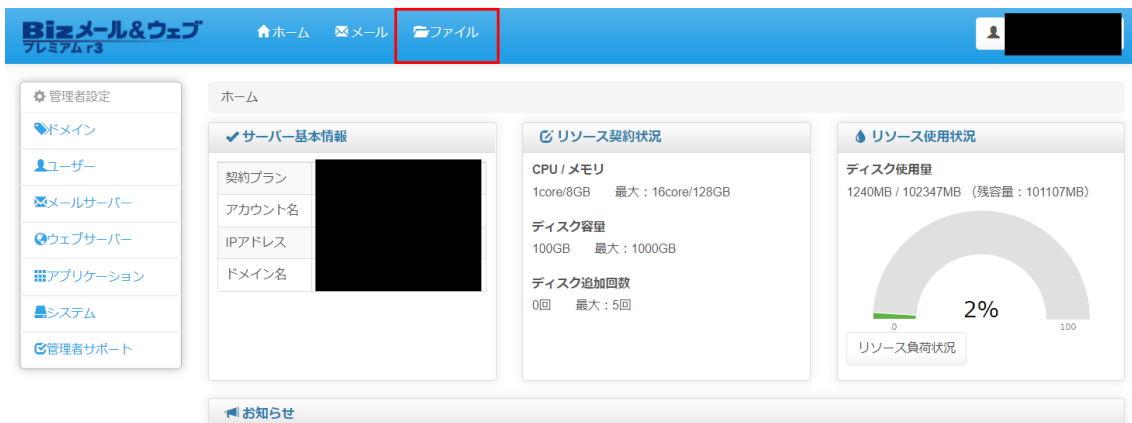 Bizメール&ウェブ
プレミアム r3
ホーム
メール
ファイル
管理者設定
ドメイン
ユーザー
メールサーバー
ウェブサーバー
アプリケーション
システム
管理者サポート
ホーム
サーバー基本情報
契約プラン
アカウント名
IPアドレス
ドメイン名
リソース契約状況
CPU / メモリ
1core/8GB 最大：16core/128GB
ディスク容量
100GB 最大：1000GB
ディスク追加回数
0回 最大：5回
リソース使用状況
ディスク使用量
1240MB / 102347MB （残容量：101107MB）
2%
0
100
リソース負荷状況
お知らせ